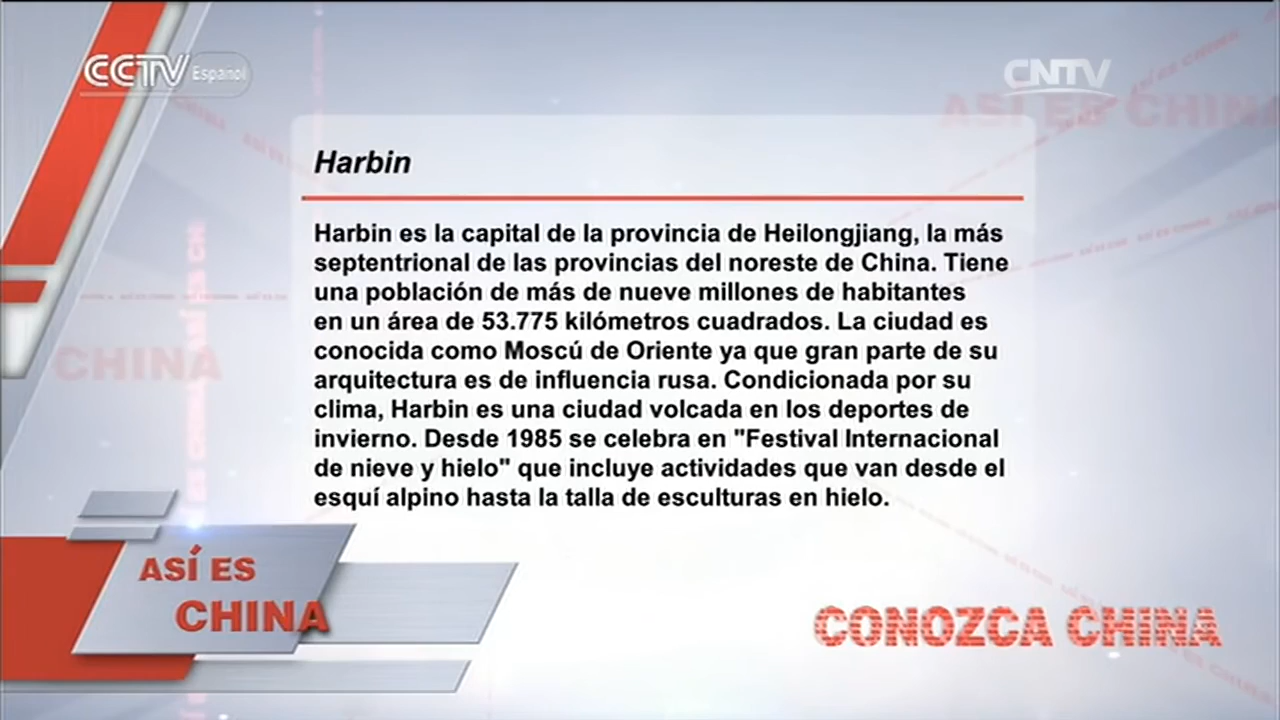 CCTV Español
CNTV
ASÍ ES CHINA
Harbin
Harbin es la capital de la provincia de Heilongjiang, la más
septentrional de las provincias del noreste de China. Tiene
una población de más de nueve millones de habitantes
en un área de 53.775 kilómetros cuadrados. La ciudad es
conocida como Moscú de Oriente ya que gran parte de su
arquitectura es de influencia rusa. Condicionada por su
clima, Harbin es una ciudad volcada en los deportes de
invierno. Desde 1985 se celebra en "Festival Internacional
de nieve y hielo" que incluye actividades que van desde el
esquí alpino hasta la talla de esculturas en hielo.
CHINA
ASÍ ES
CHINA
CONOZCA CHINA